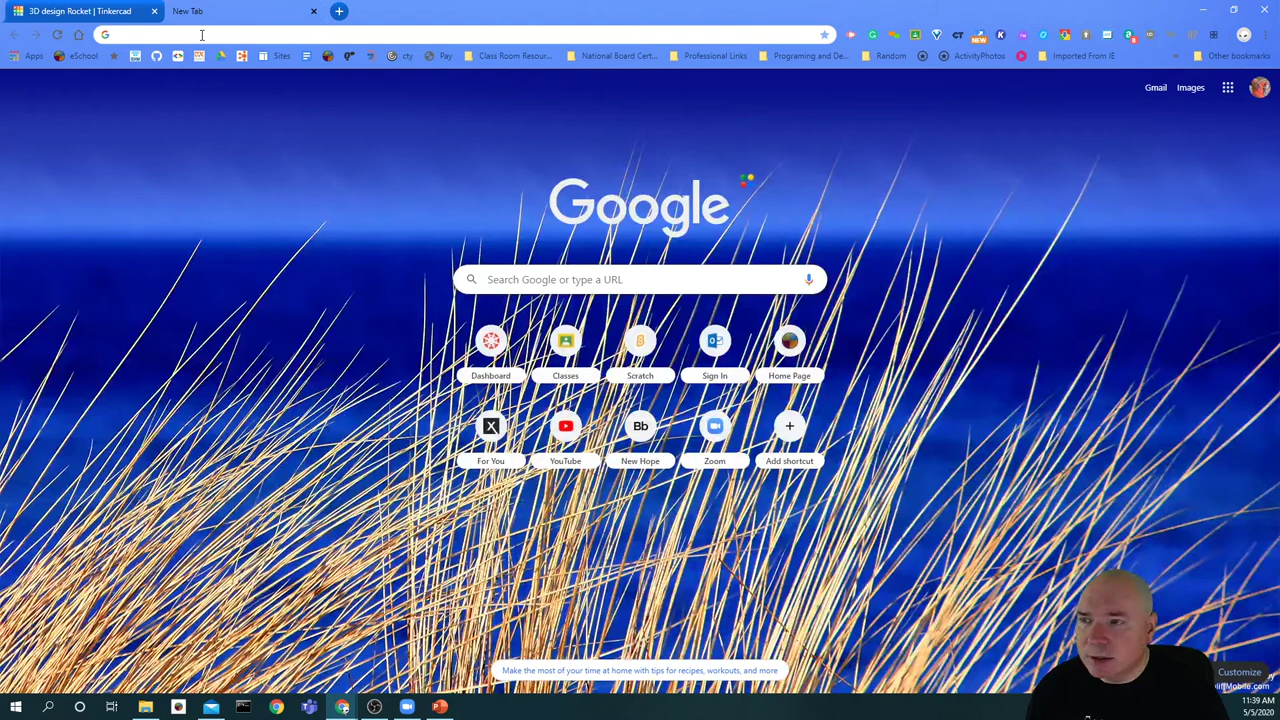 3D design Rocket | Tinkercad
New Tab
Apps
eSchool
Sites
cty
Pay
Class Room Resour...
National Board Cert...
Professional Links
Programing and De...
Random
ActivityPhotos
Imported From IE
Other bookmarks
Gmail
Images
Google
Search Google or type a URL
Dashboard
Classes
Scratch
Sign In
Home Page
X
Bb
For You
YouTube
New Hope
Zoom
Add shortcut
Make the most of your time at home with tips for recipes, workouts, and more
Customize
11:39 AM
5/5/2020